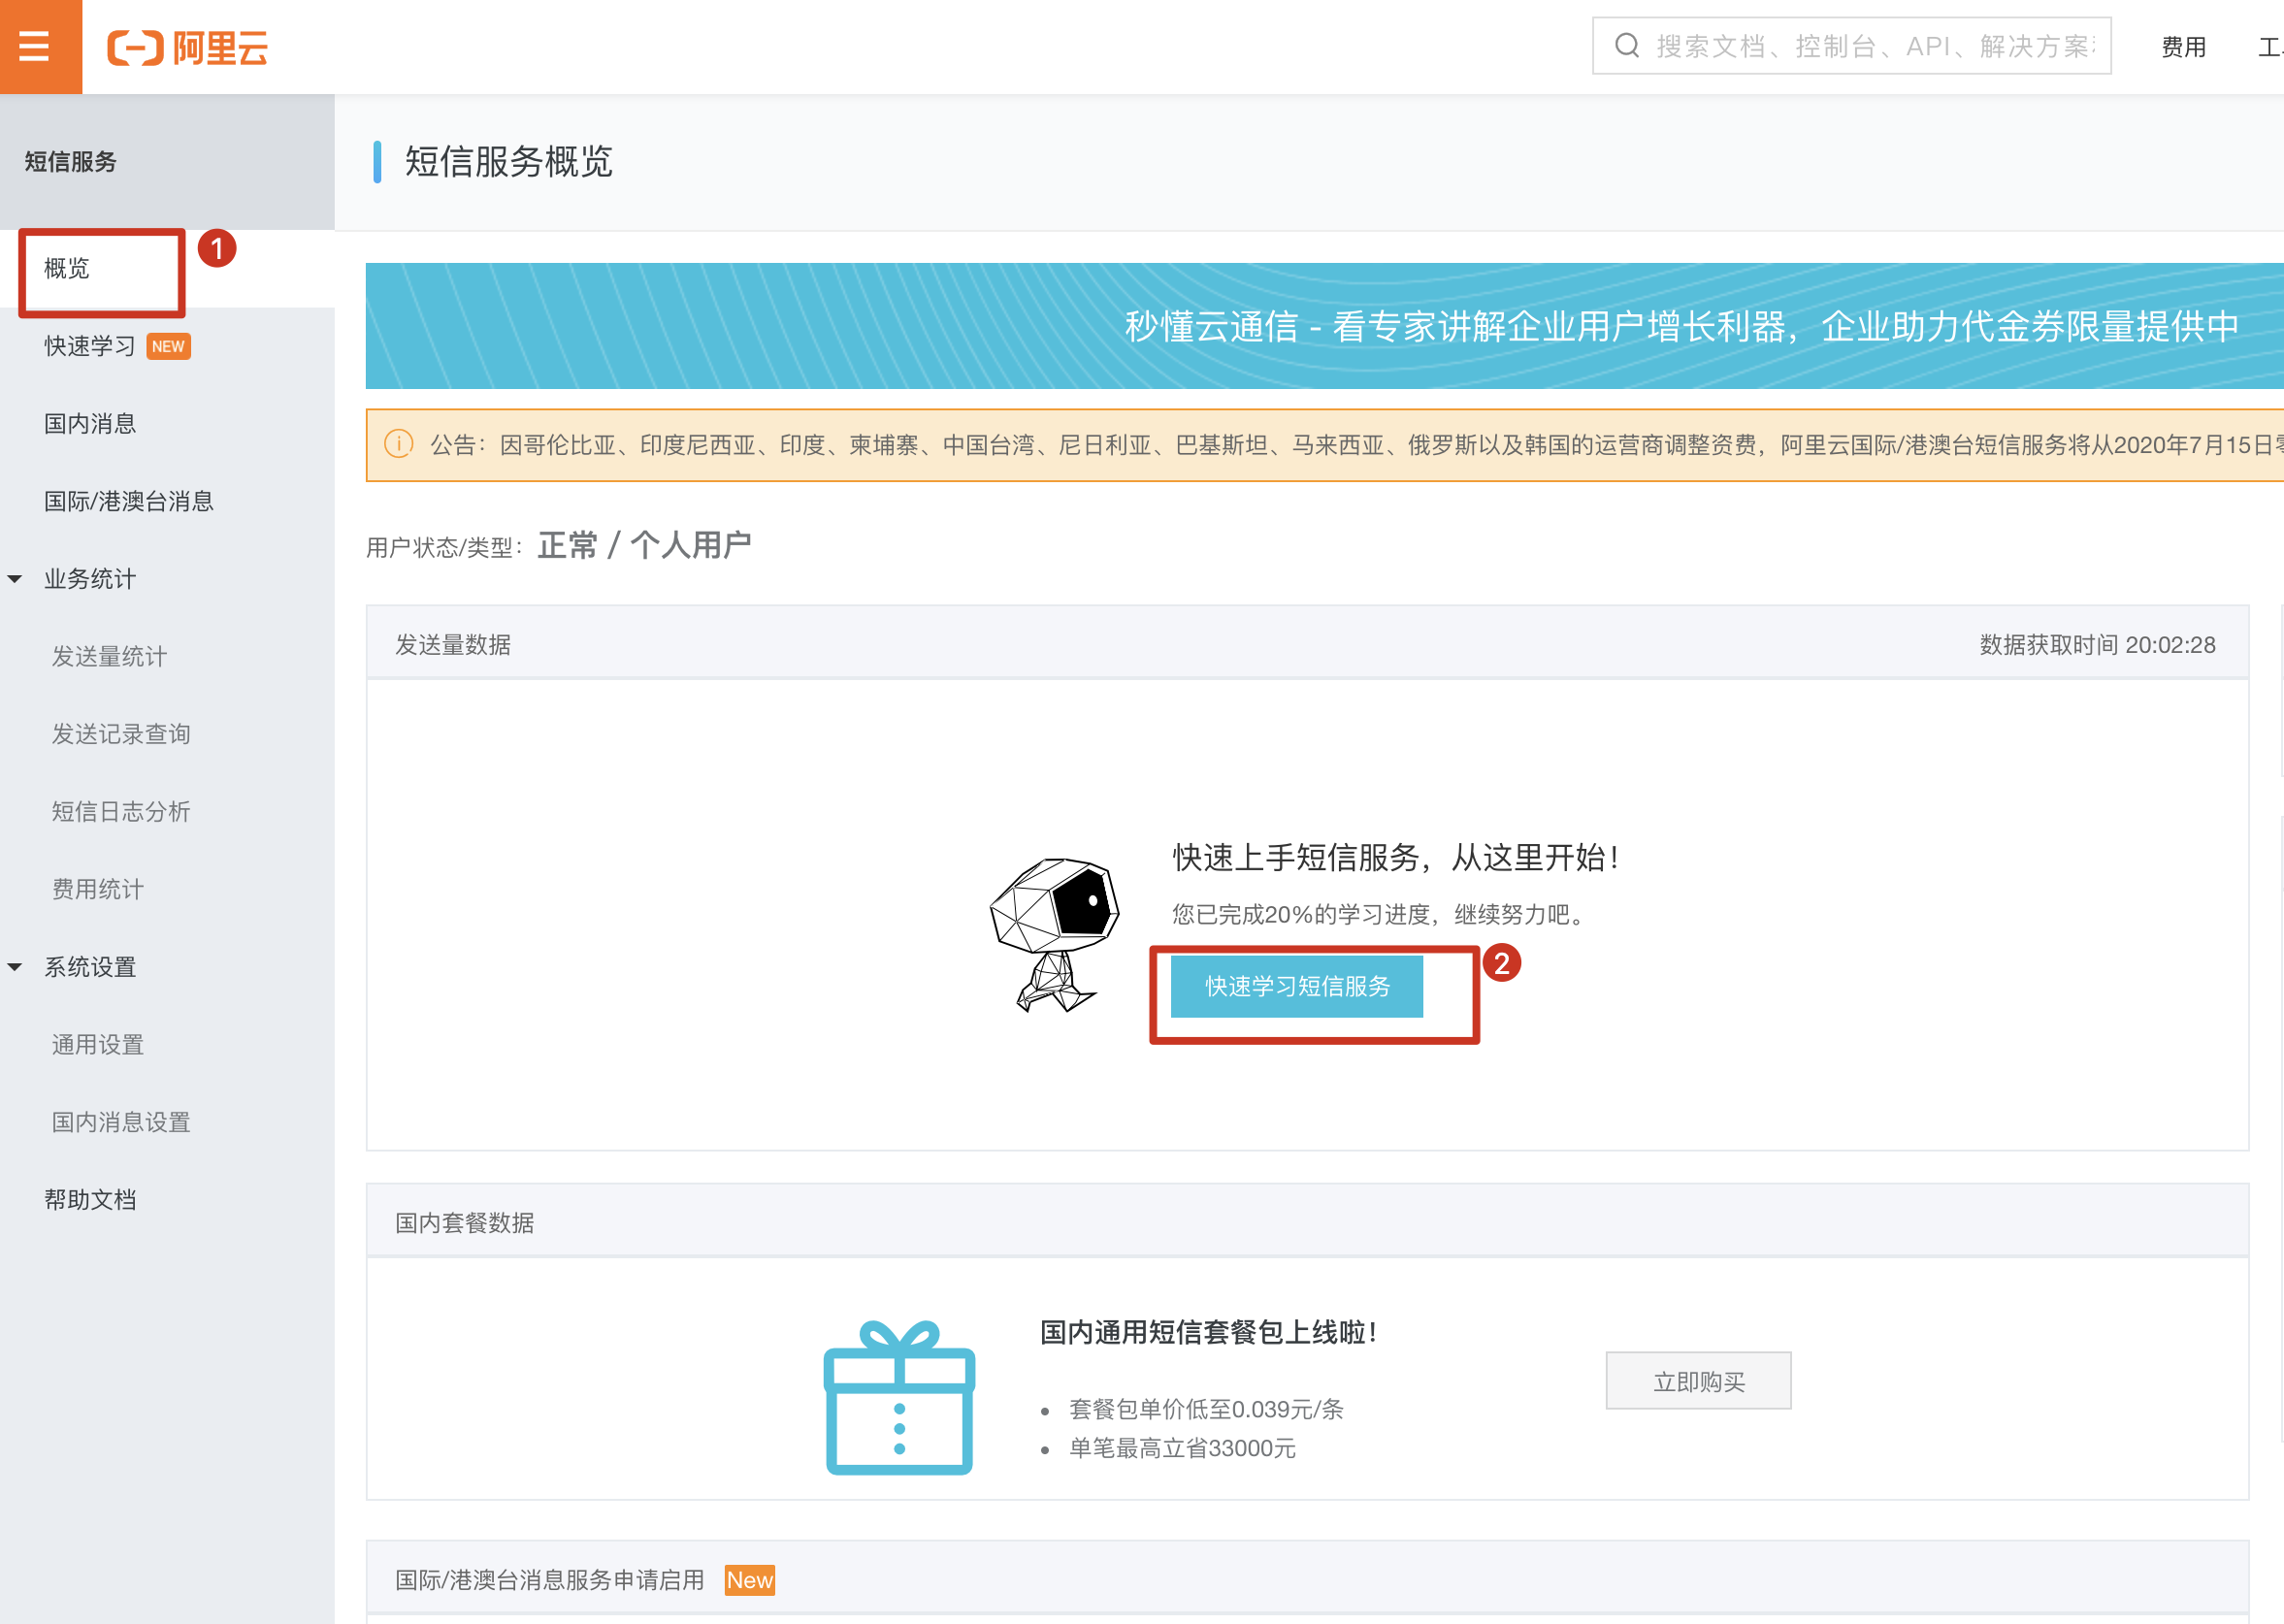 阿里云
搜索文档、控制台、API、解决方案
费用
短信服务
短信服务概览
概览
1
快速学习 NEW
国内消息
国际/港澳台消息
业务统计
发送量统计
发送记录查询
短信日志分析
费用统计
系统设置
通用设置
国内消息设置
帮助文档
秒懂云通信 - 看专家讲解企业用户增长利器，企业助力代金券限量提供中
公告：因哥伦比亚、印度尼西亚、印度、柬埔寨、中国台湾、尼日利亚、巴基斯坦、马来西亚、俄罗斯以及韩国的运营商调整资费，阿里云国际/港澳台短信服务将从2020年7月15日
用户状态/类型：正常 / 个人用户
发送量数据
数据获取时间 20:02:28
快速上手短信服务，从这里开始！
您已完成20%的学习进度，继续努力吧。
快速学习短信服务
2
国内套餐数据
国内通用短信套餐包上线啦！
套餐包单价低至0.039元/条
单笔最高立省33000元
立即购买
国际/港澳台消息服务申请启用 New